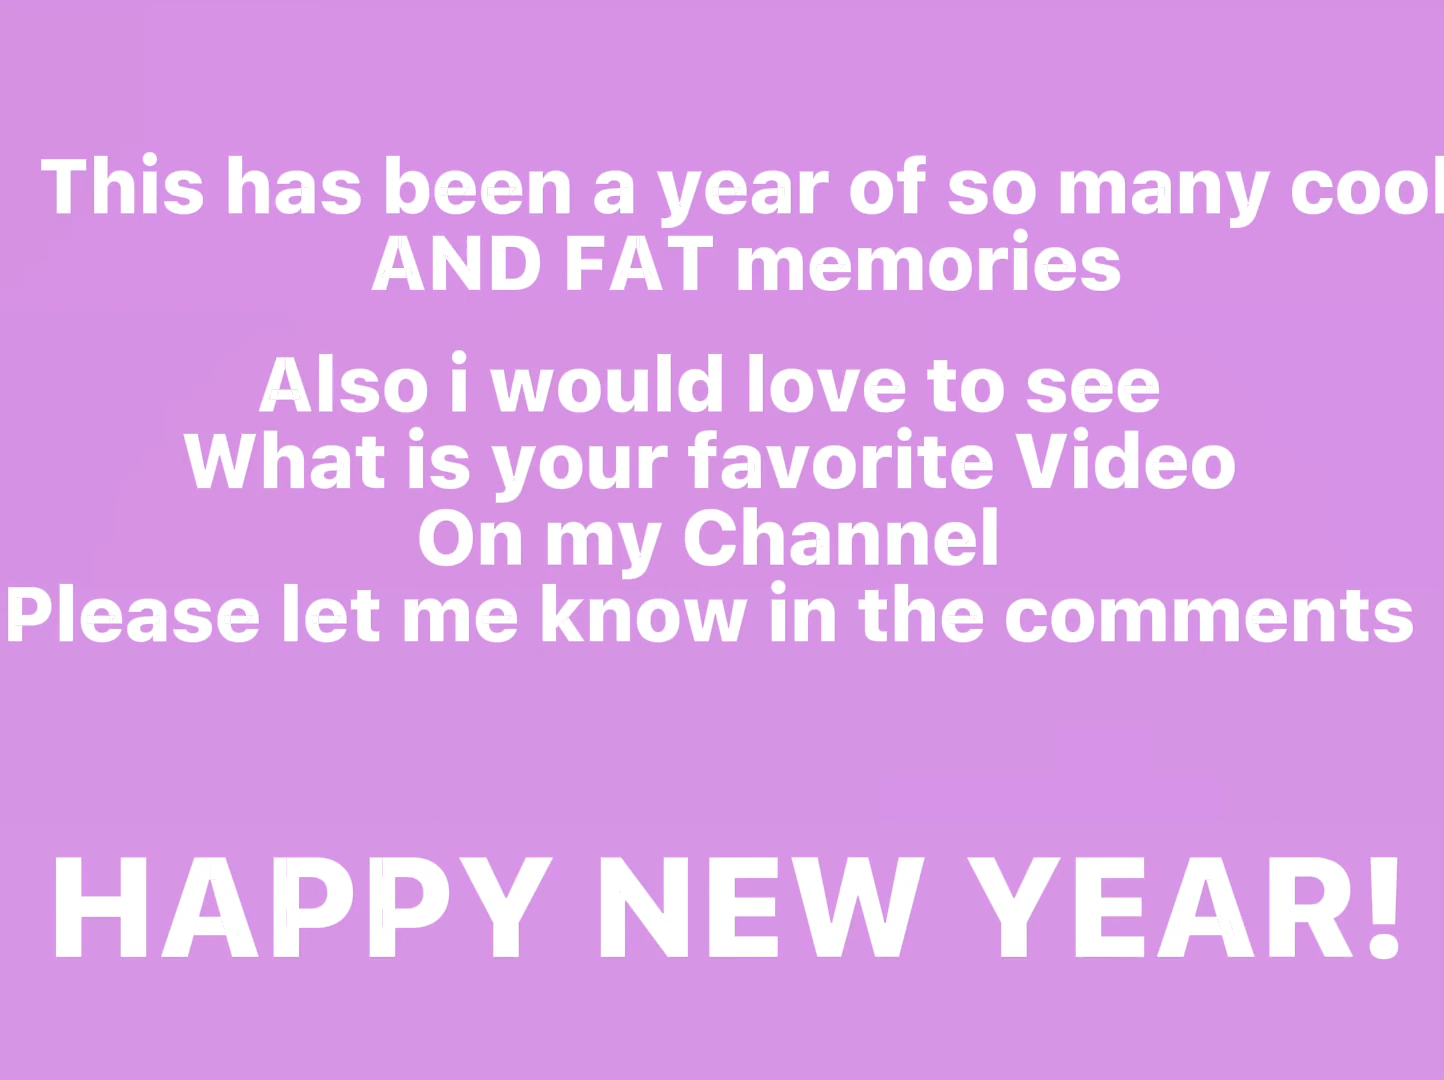 This has been a year of so many cool
AND FAT memories
Also i would love to see
What is your favorite Video
On my Channel
Please let me know in the comments
HAPPY NEW YEAR!